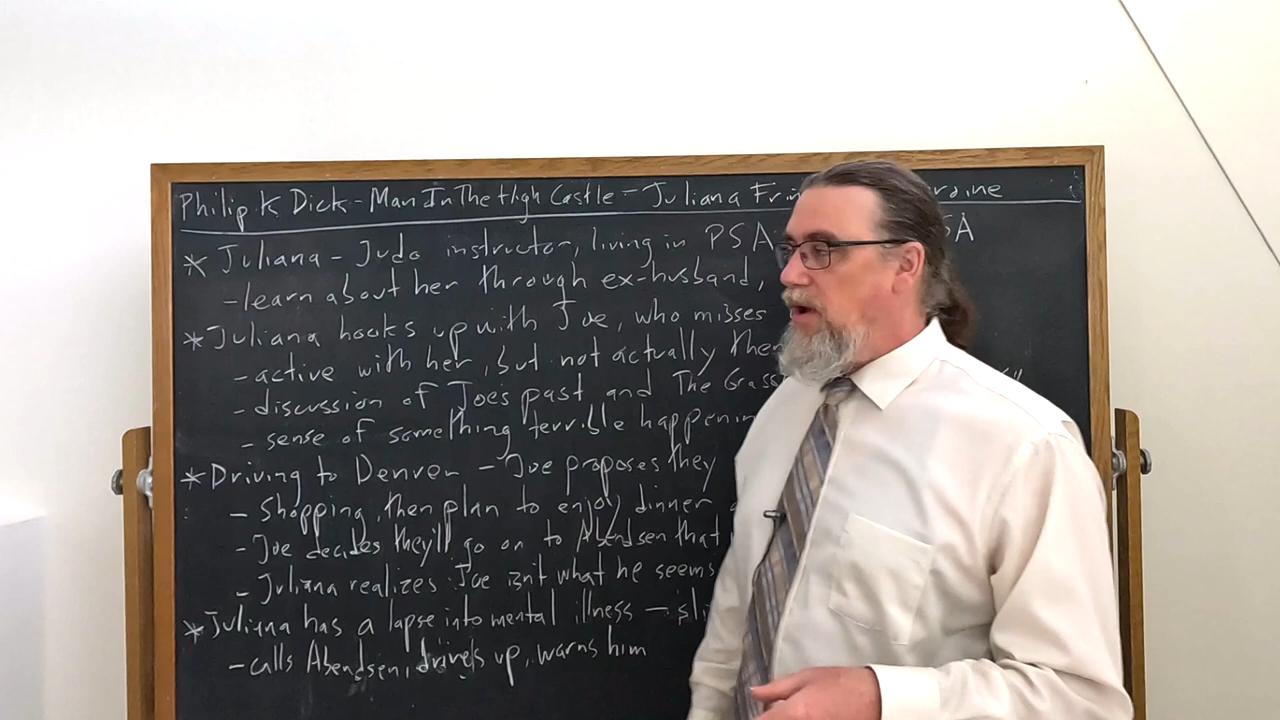 Philip K Dick - Man In The High Castle - Juliana Frin
* Juliana - Judo instructor, living in PSA SA
- learn about her through ex-husband,
* Juliana hooks up with Joe, who misses
- active with her, but not actually
- discussion of Joe's past and The Grass
- sense of something terrible happenin
* Driving to Denver - Joe proposes they
- shopping, then plan to enjoy dinner
- Joe decides they'll go on to Abendsen that
- Juliana realizes Joe isn't what he seems
* Juliana has a lapse into mental illness - sli
- calls Abendsen, drives up, warns him